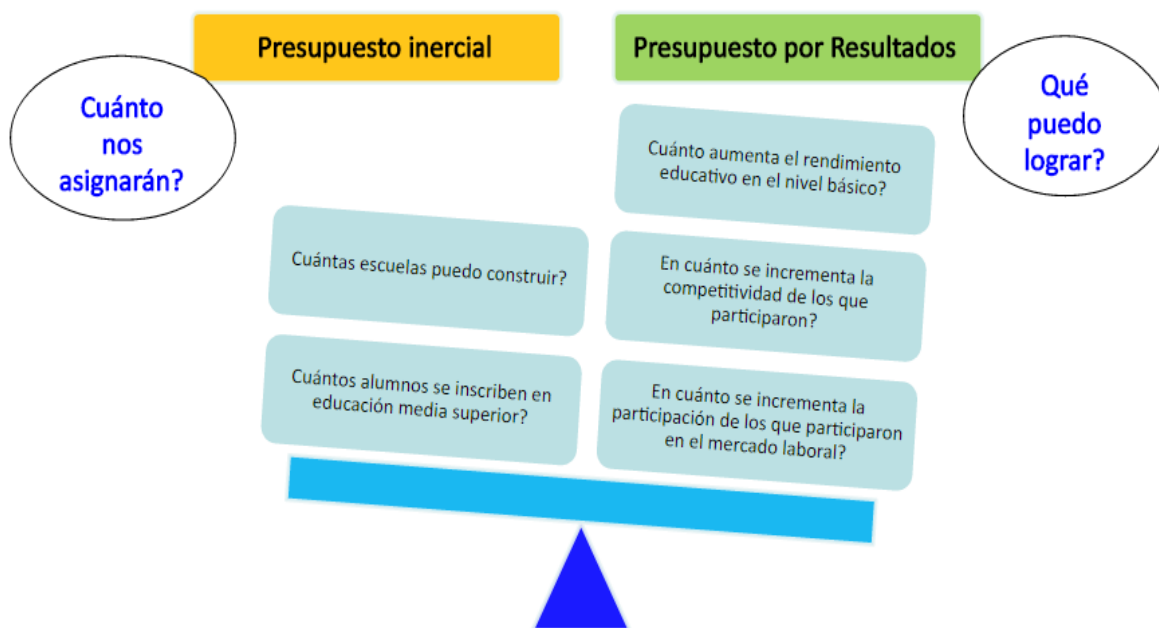 Presupuesto inercial
Presupuesto por Resultados
Cuánto
nos
asignarán?
Qué
puedo
lograr?
Cuántas escuelas puedo construir?
Cuántos alumnos se inscriben en
educación media superior?
Cuánto aumenta el rendimiento
educativo en el nivel básico?
En cuánto se incrementa la
competitividad de los que
participaron?
En cuánto se incrementa la
participación de los que participaron
en el mercado laboral?